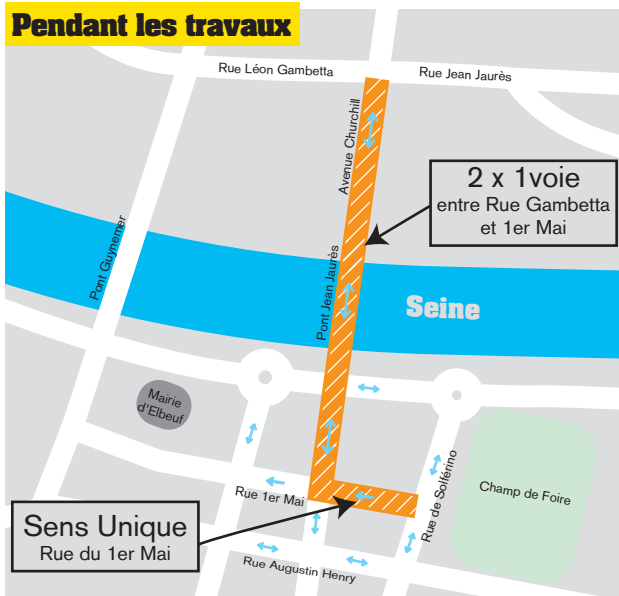 Pendant les travaux
Rue Léon Gambetta
Rue Jean Jaurès
Avenue Churchill
2 x 1voie
entre Rue Gambetta
et 1er Mai
Pont Guynemer
Pont Jean Jaurès
Seine
Mairie
d'Elbeuf
Champ de Foire
Rue de Solférino
Rue 1er Mai
Sens Unique
Rue du 1er Mai
Rue Augustin Henry